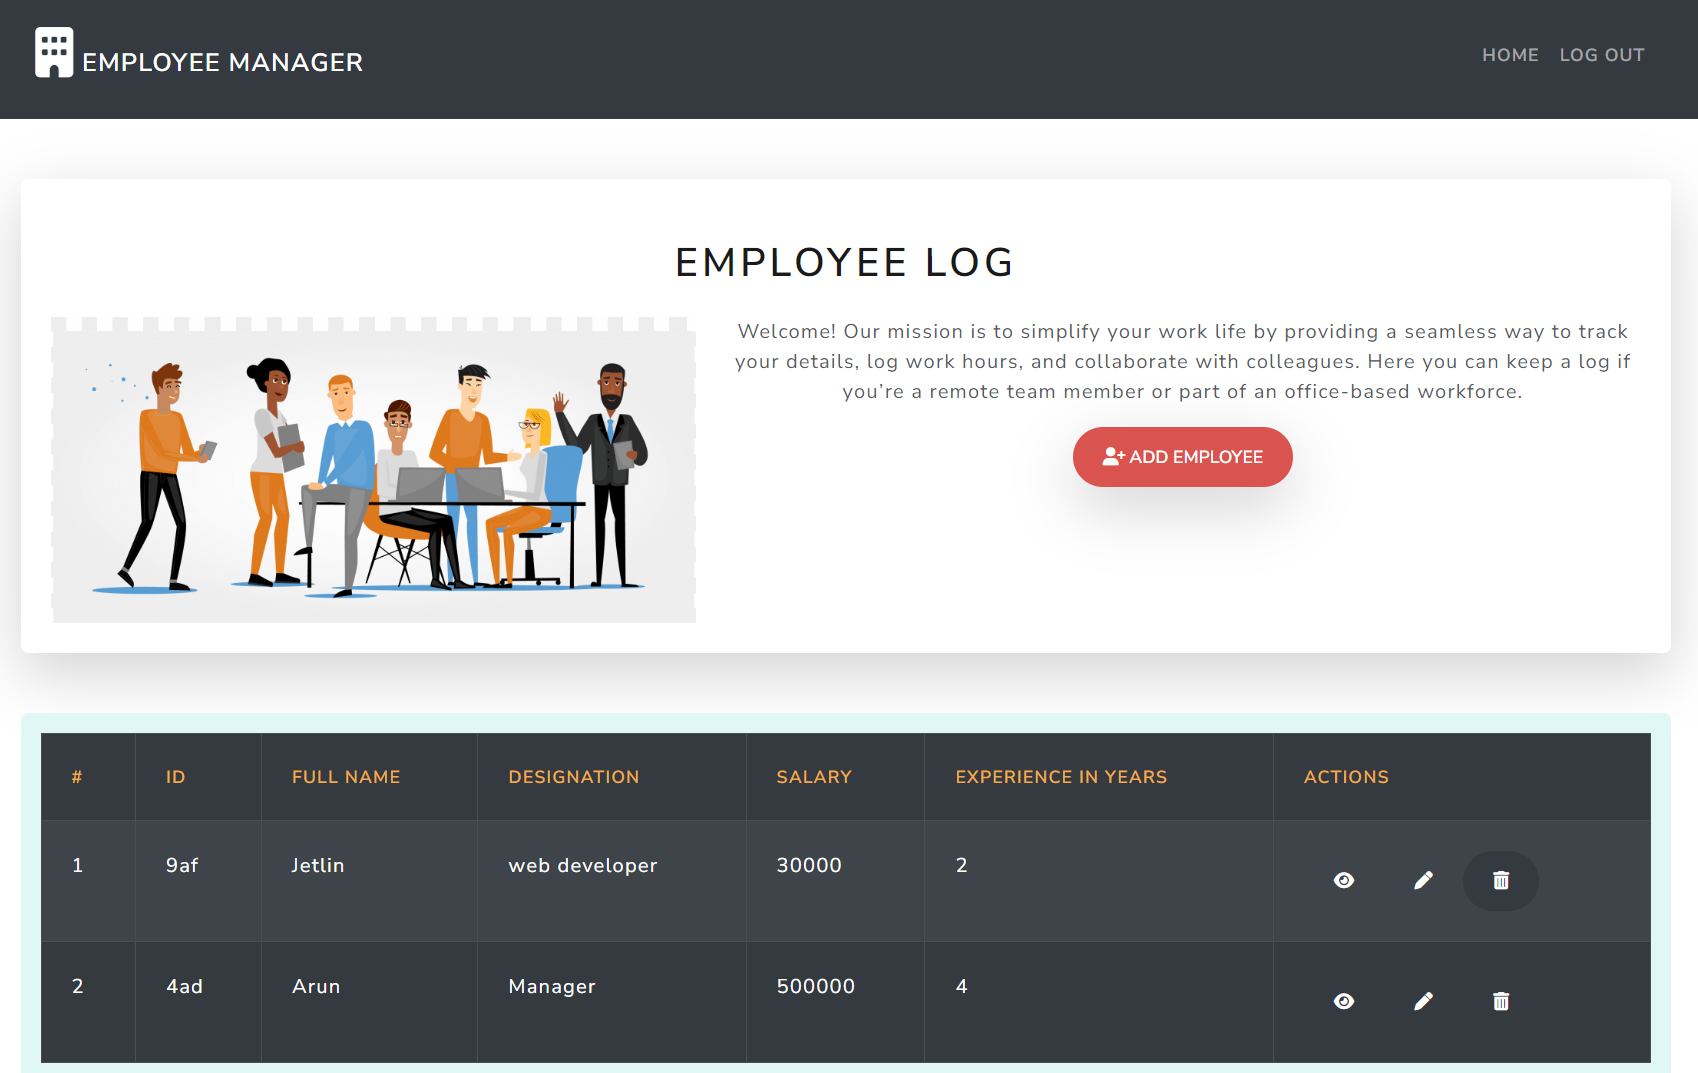 EMPLOYEE MANAGER
HOME LOG OUT
EMPLOYEE LOG
Welcome! Our mission is to simplify your work life by providing a seamless way to track
your details, log work hours, and collaborate with colleagues. Here you can keep a log if
you’re a remote team member or part of an office-based workforce.
ADD EMPLOYEE
# ID FULL NAME DESIGNATION SALARY EXPERIENCE IN YEARS ACTIONS
1 9af Jetlin web developer 30000 2
2 4ad Arun Manager 500000 4